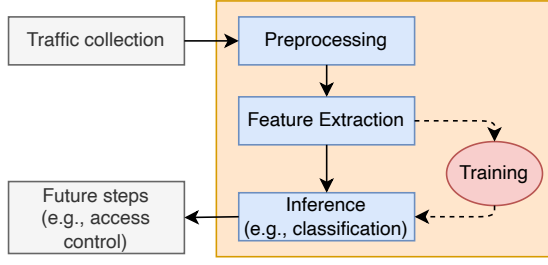 Traffic collection
Preprocessing
Feature Extraction
Training
Inference
(e.g., classification)
Future steps
(e.g., access
control)